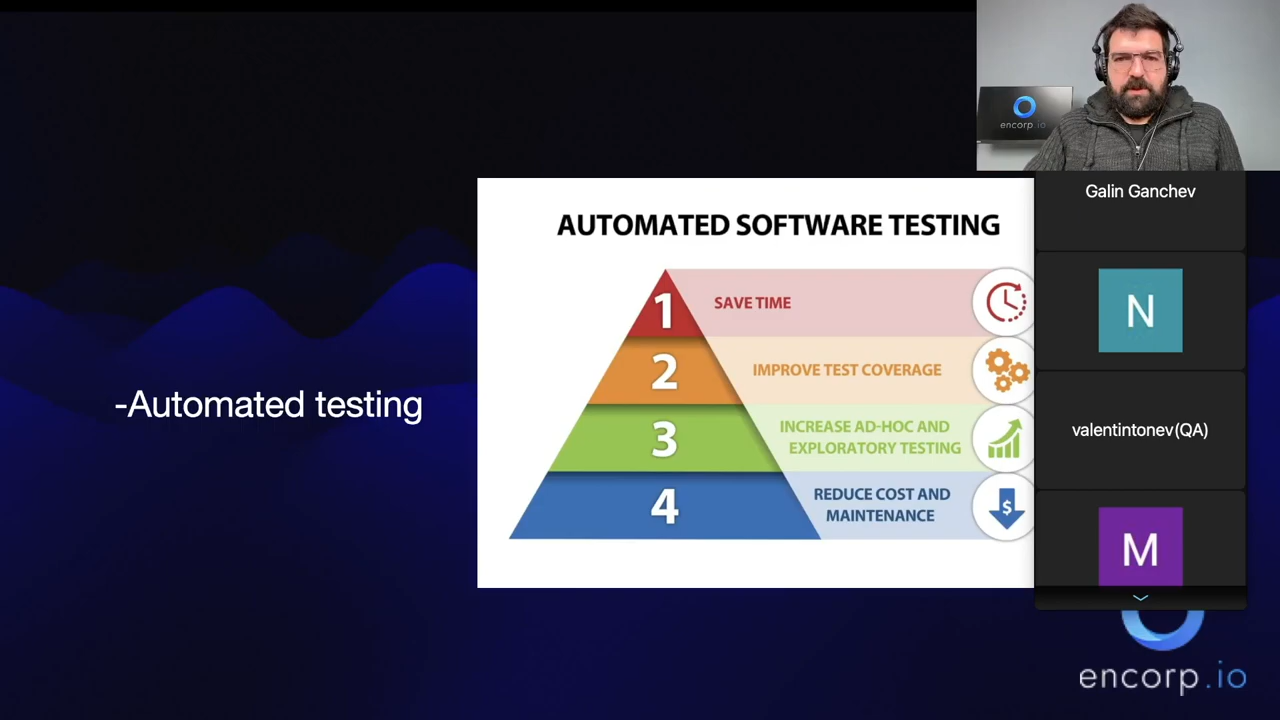 encorp.io
Galin Ganchev
AUTOMATED SOFTWARE TESTING
1
SAVE TIME
2
IMPROVE TEST COVERAGE
3
INCREASE AD-HOC AND
EXPLORATORY TESTING
4
REDUCE COST AND
MAINTENANCE
$
-Automated testing
N
valentintonev(QA)
M
encorp.io